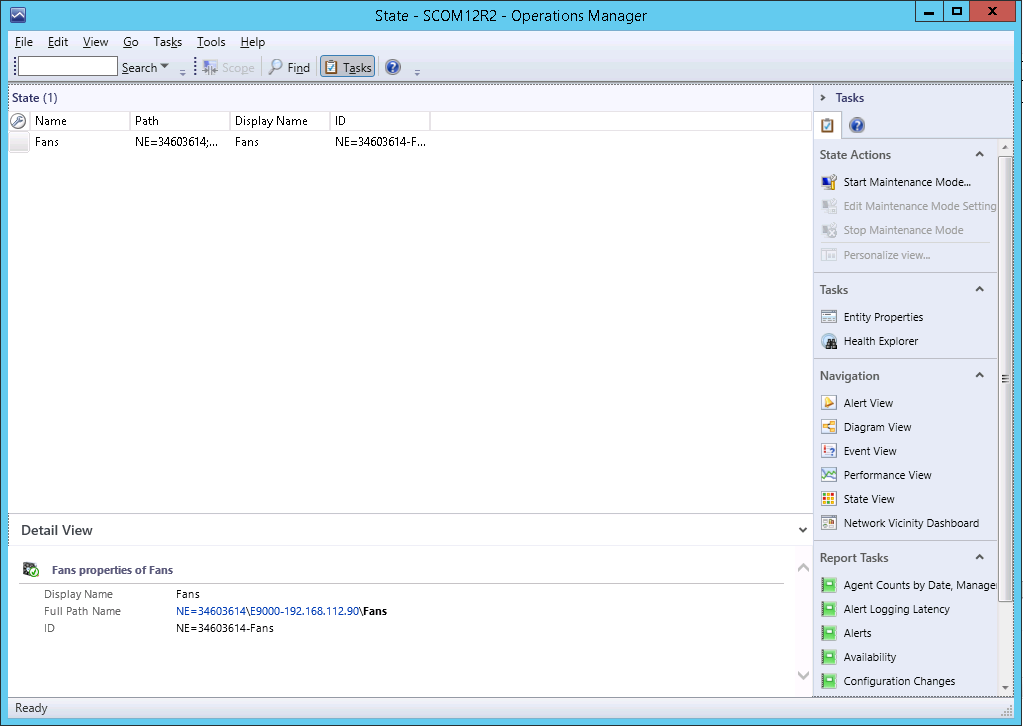 State - SCOM12R2 - Operations Manager
File Edit View Go Tasks Tools Help
Search Scope Find Tasks
State (1)
Name Path Display Name ID
Fans NE=34603614;... Fans NE=34603614-F...
Detail View
Fans properties of Fans
Display Name Fans
Full Path Name NE=34603614\E9000-192.168.112.90\Fans
ID NE=34603614-Fans
Tasks
State Actions
Start Maintenance Mode...
Edit Maintenance Mode Setting
Stop Maintenance Mode
Personalize view...
Tasks
Entity Properties
Health Explorer
Navigation
Alert View
Diagram View
Event View
Performance View
State View
Network Vicinity Dashboard
Report Tasks
Agent Counts by Date, Manager
Alert Logging Latency
Alerts
Availability
Configuration Changes
Ready